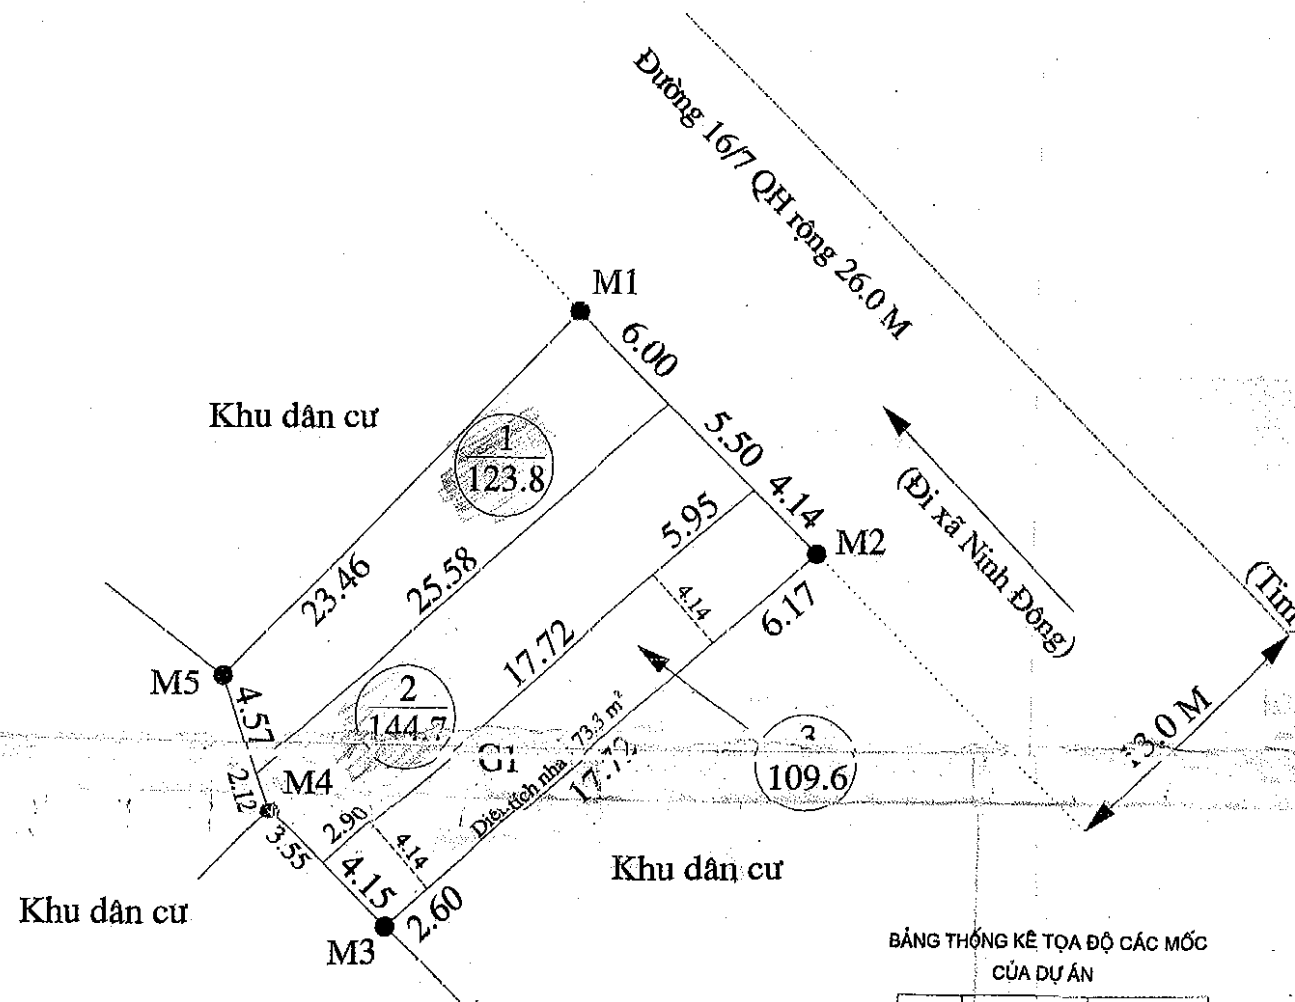 Đường 16/7 QH rộng 26.0 M
M1
6.00
Khu dân cư
5.50
1
123.8
4.14
(Đi xã Ninh Đông)
5.95
M2
23.46
25.58
4.14
6.17
(Tim
17.72
M5
4.57
2
144.7
Diện tích nhà 73.3 m²
3.0 M
G1
17.72
3
109.6
2.12
M4
2.90
3.55
4.14
4.15
Khu dân cư
Khu dân cư
2.60
M3
BẢNG THỐNG KÊ TỌA ĐỘ CÁC MỐC
CỦA DỰ ÁN